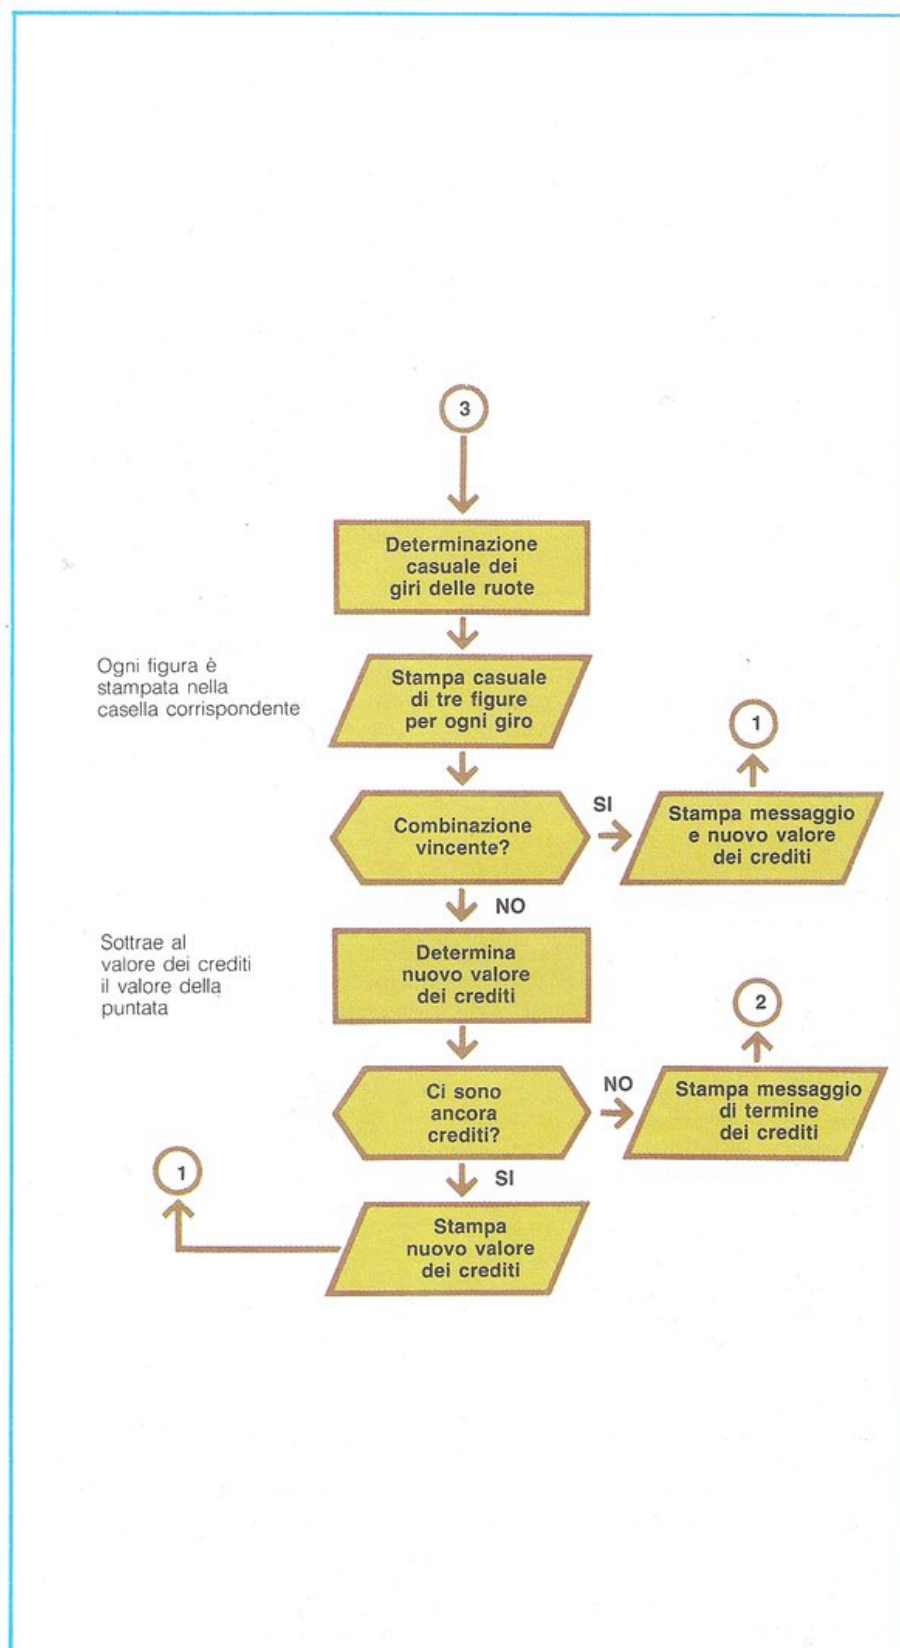 3
Determinazione
casuale dei
giri delle ruote
Ogni figura è
stampata nella
casella corrispondente
Stampa casuale
di tre figure
per ogni giro
1
Combinazione
vincente?
SI
Stampa messaggio
e nuovo valore
dei crediti
NO
Sottrae al
valore dei crediti
il valore della
puntata
Determina
nuovo valore
dei crediti
2
Ci sono
ancora
crediti?
NO
Stampa messaggio
di termine
dei crediti
SI
1
Stampa
nuovo valore
dei crediti